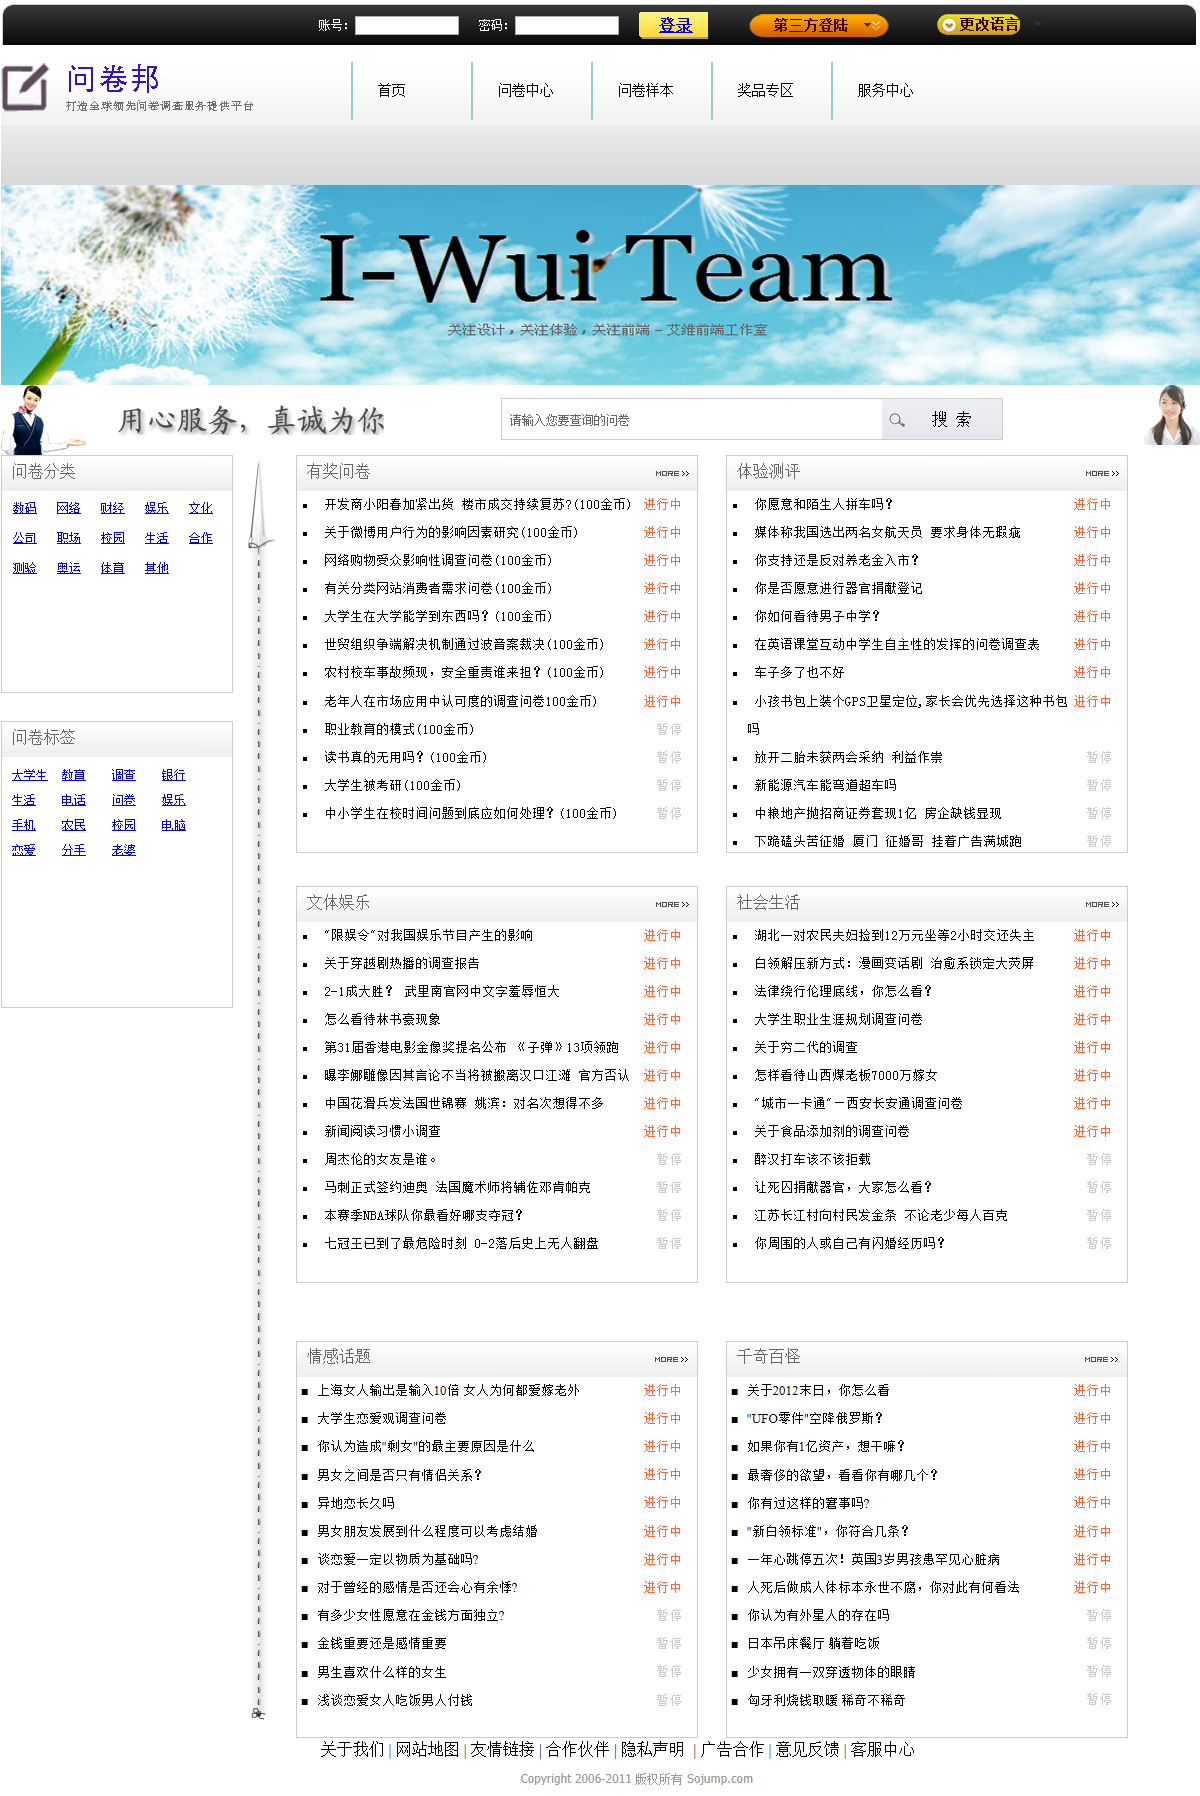 账号: 密码: 登录 第三方登陆 更改语言
问卷邦
打造全球领先问卷调查服务提供平台
首页 问卷中心 问卷样本 奖品专区 服务中心
I-Wui Team
关注设计，关注体验，关注前端 - 艾维前端工作室
用心服务，真诚为你
请输入您要查询的问卷 搜 索
问卷分类
数码 网络 财经 娱乐 文化
公司 职场 校园 生活 合作
测验 奥运 体育 其他
问卷标签
大学生 教育 调查 银行
生活 电话 问卷 娱乐
手机 农民 校园 电脑
恋爱 分手 老婆
有奖问卷 MORE
开发商小阳春加紧出货 楼市成交持续复苏?(100金币) 进行中
关于微博用户行为的影响因素研究(100金币) 进行中
网络购物受众影响性调查问卷(100金币) 进行中
有关分类网站消费者需求问卷(100金币) 进行中
大学生在大学能学到东西吗？(100金币) 进行中
世贸组织争端解决机制通过波音案裁决(100金币) 进行中
农村校车事故频现，安全重责谁来担？(100金币) 进行中
老年人在市场应用中认可度的调查问卷100金币) 进行中
职业教育的模式(100金币) 暂停
读书真的无用吗？(100金币) 暂停
大学生被考研(100金币) 暂停
中小学生在校时间问题到底应如何处理？(100金币) 暂停
体验测评 MORE
你愿意和陌生人拼车吗？ 进行中
媒体称我国选出两名女航天员 要求身体无瑕疵 进行中
你支持还是反对养老金入市？ 进行中
你是否愿意进行器官捐献登记 进行中
你如何看待男子中学？ 进行中
在英语课堂互动中学生自主性的发挥的问卷调查表 进行中
车子多了也不好 进行中
小孩书包上装个GPS卫星定位,家长会优先选择这种书包 进行中
吗
放开二胎未获两会采纳 利益作祟 暂停
新能源汽车能弯道超车吗 暂停
中粮地产抛招商证券套现1亿 房企缺钱显现 暂停
下跪磕头苦征婚 厦门 征婚哥 挂着广告满城跑 暂停
文体娱乐 MORE
“限娱令“对我国娱乐节目产生的影响 进行中
关于穿越剧热播的调查报告 进行中
2-1成大胜？ 武里南官网中文字羞辱恒大 进行中
怎么看待林书豪现象 进行中
第31届香港电影金像奖提名公布 《子弹》13项领跑 进行中
曝李娜雕像因其言论不当将被搬离汉口江滩 官方否认 进行中
中国花滑兵发法国世锦赛 姚滨：对名次想得不多 进行中
新闻阅读习惯小调查 进行中
周杰伦的女友是谁。 暂停
马刺正式签约迪奥 法国魔术师将辅佐邓肯帕克 暂停
本赛季NBA球队你最看好哪支夺冠？ 暂停
七冠王已到了最危险时刻 0-2落后史上无人翻盘 暂停
社会生活 MORE
湖北一对农民夫妇捡到12万元坐等2小时交还失主 进行中
白领解压新方式：漫画变话剧 治愈系锁定大荧屏 进行中
法律绕行伦理底线，你怎么看？ 进行中
大学生职业生涯规划调查问卷 进行中
关于穷二代的调查 进行中
怎样看待山西煤老板7000万嫁女 进行中
“城市一卡通“－西安长安通调查问卷 进行中
关于食品添加剂的调查问卷 进行中
醉汉打车该不该拒载 暂停
让死囚捐献器官，大家怎么看？ 暂停
江苏长江村向村民发金条 不论老少每人百克 暂停
你周围的人或自己有闪婚经历吗？ 暂停
情感话题 MORE
上海女人输出是输入10倍 女人为何都爱嫁老外 进行中
大学生恋爱观调查问卷 进行中
你认为造成"剩女"的最主要原因是什么 进行中
男女之间是否只有情侣关系？ 进行中
异地恋长久吗 进行中
男女朋友发展到什么程度可以考虑结婚 进行中
谈恋爱一定以物质为基础吗? 进行中
对于曾经的感情是否还会心有余悸? 进行中
有多少女性愿意在金钱方面独立? 暂停
金钱重要还是感情重要 暂停
男生喜欢什么样的女生 暂停
浅谈恋爱女人吃饭男人付钱 暂停
千奇百怪 MORE
关于2012末日，你怎么看 进行中
"UFO零件"空降俄罗斯？ 进行中
如果你有1亿资产，想干嘛？ 进行中
最奢侈的欲望，看看你有哪几个？ 进行中
你有过这样的窘事吗? 进行中
"新白领标准"，你符合几条？ 进行中
一年心跳停五次！英国3岁男孩患罕见心脏病 进行中
人死后做成人体标本永世不腐，你对此有何看法 进行中
你认为有外星人的存在吗 暂停
日本吊床餐厅 躺着吃饭 暂停
少女拥有一双穿透物体的眼睛 暂停
匈牙利烧钱取暖 稀奇不稀奇 暂停
关于我们 | 网站地图 | 友情链接 | 合作伙伴 | 隐私声明 | 广告合作 | 意见反馈 | 客服中心
Copyright 2006-2011 版权所有 Sojump.com